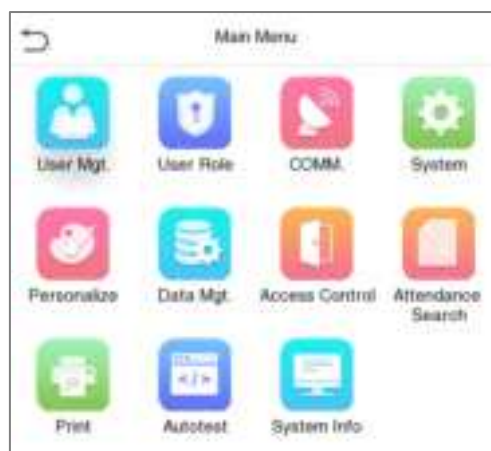 Main Menu
User Mgt.
User Role
COMM.
System
Personalize
Data Mgt.
Access Control
Attendance
Search
Print
Autotest
System Info